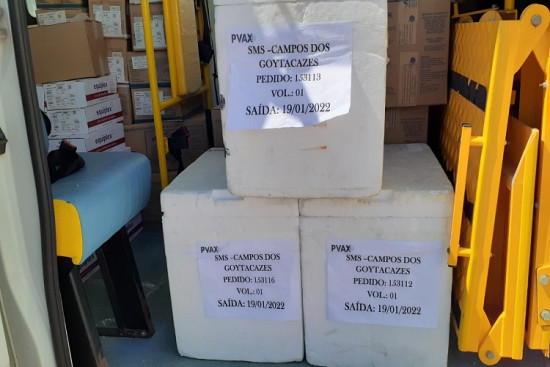 PVAX
SMS -CAMPOS DOS
GOYTACAZES
PEDIDO: 153113
VOL.: 01
SAÍDA: 19/01/2022
equiplex
equiplex
PVAX
SMS -CAMPOS DOS
GOYTACAZES
PEDIDO: 153116
VOL.: 01
SAÍDA: 19/01/2022
PVAX
SMS -CAMPOS DOS
GOYTACAZES
PEDIDO: 153112
VOL.: 01
SAÍDA: 19/01/2022